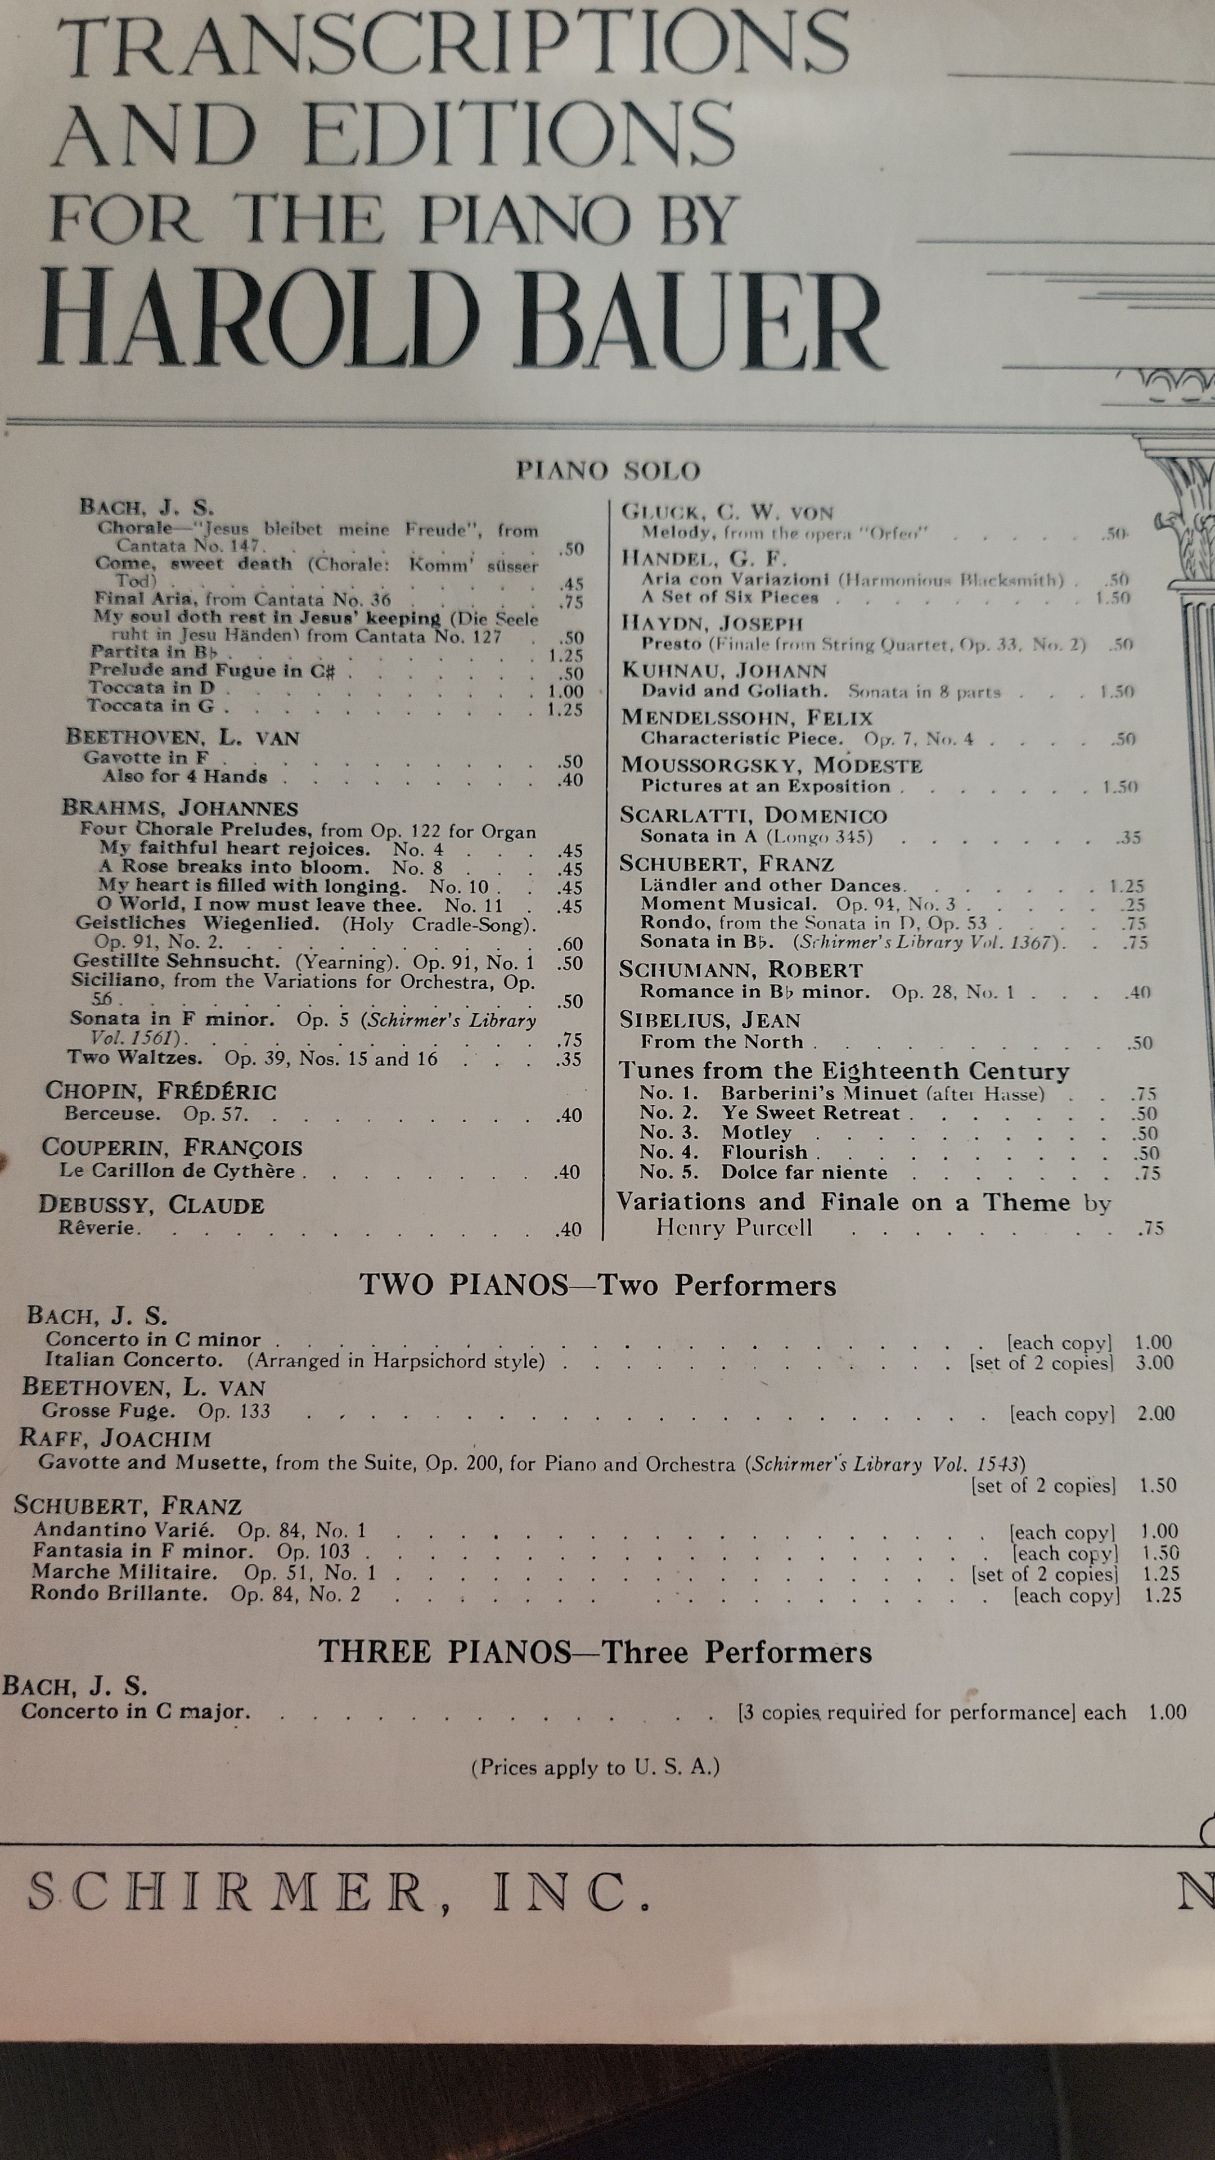 TRANSCRIPTIONS
AND EDITIONS
FOR THE PIANO BY
HAROLD BAUER
PIANO SOLO
BACH, J. S.
Chorale—"Jesus bleibet meine Freude", from
Cantata No. 147. . . . . . . . . . .50
Come, sweet death (Chorale: Komm' süsser
Tod) . . . . . . . . . . . .45
Final Aria, from Cantata No. 36 . . . . .75
My soul doth rest in Jesus' keeping (Die Seele
ruht in Jesu Händen) from Cantata No. 127 . .50
Partita in B♭ . . . . . . . . . . 1.25
Prelude and Fugue in C♯ . . . . . . . .50
Toccata in D . . . . . . . . . . 1.00
Toccata in G . . . . . . . . . . 1.25
BEETHOVEN, L. VAN
Gavotte in F . . . . . . . . . . .50
Also for 4 Hands . . . . . . . . .40
BRAHMS, JOHANNES
Four Chorale Preludes, from Op. 122 for Organ
My faithful heart rejoices. No. 4 . . . .45
A Rose breaks into bloom. No. 8 . . . .45
My heart is filled with longing. No. 10 . . .45
O World, I now must leave thee. No. 11 . .45
Geistliches Wiegenlied. (Holy Cradle-Song).
Op. 91, No. 2. . . . . . . . . . . .60
Gestillte Sehnsucht. (Yearning). Op. 91, No. 1 .50
Siciliano, from the Variations for Orchestra, Op.
56 . . . . . . . . . . . . . .50
Sonata in F minor. Op. 5 (Schirmer's Library
Vol. 1561). . . . . . . . . . . . .75
Two Waltzes. Op. 39, Nos. 15 and 16 . . . .35
CHOPIN, FRÉDÉRIC
Berceuse. Op. 57. . . . . . . . . . .40
COUPERIN, FRANÇOIS
Le Carillon de Cythère . . . . . . . . .40
DEBUSSY, CLAUDE
Rêverie. . . . . . . . . . . . . .40
GLUCK, C. W. VON
Melody, from the opera "Orfeo" . . . . . .50
HANDEL, G. F.
Aria con Variazioni (Harmonious Blacksmith) . .50
A Set of Six Pieces . . . . . . . . . 1.50
HAYDN, JOSEPH
Presto (Finale from String Quartet, Op. 33, No. 2) .50
KUHNAU, JOHANN
David and Goliath. Sonata in 8 parts . . . 1.50
MENDELSSOHN, FELIX
Characteristic Piece. Op. 7, No. 4 . . . . .50
MOUSSORGSKY, MODESTE
Pictures at an Exposition . . . . . . . 1.50
SCARLATTI, DOMENICO
Sonata in A (Longo 345) . . . . . . . .35
SCHUBERT, FRANZ
Ländler and other Dances. . . . . . . . 1.25
Moment Musical. Op. 94, No. 3 . . . . . .25
Rondo, from the Sonata in D, Op. 53 . . . . .75
Sonata in B♭. (Schirmer's Library Vol. 1367). . .75
SCHUMANN, ROBERT
Romance in B♭ minor. Op. 28, No. 1 . . . .40
SIBELIUS, JEAN
From the North . . . . . . . . . . .50
Tunes from the Eighteenth Century
No. 1. Barberini's Minuet (after Hasse) . . .75
No. 2. Ye Sweet Retreat . . . . . . . .50
No. 3. Motley . . . . . . . . . . .50
No. 4. Flourish . . . . . . . . . . .50
No. 5. Dolce far niente . . . . . . . .75
Variations and Finale on a Theme by
Henry Purcell . . . . . . . . . .75
TWO PIANOS—Two Performers
BACH, J. S.
Concerto in C minor . . . . . . . . . . . . . . . . . . . . . . . [each copy] 1.00
Italian Concerto. (Arranged in Harpsichord style) . . . . . . . . . . . . . [set of 2 copies] 3.00
BEETHOVEN, L. VAN
Grosse Fuge. Op. 133 . . . . . . . . . . . . . . . . . . . . . [each copy] 2.00
RAFF, JOACHIM
Gavotte and Musette, from the Suite, Op. 200, for Piano and Orchestra (Schirmer's Library Vol. 1543)
[set of 2 copies] 1.50
SCHUBERT, FRANZ
Andantino Varié. Op. 84, No. 1 . . . . . . . . . . . . . . . . . . . [each copy] 1.00
Fantasia in F minor. Op. 103 . . . . . . . . . . . . . . . . . . . . [each copy] 1.50
Marche Militaire. Op. 51, No. 1 . . . . . . . . . . . . . . . . . . [set of 2 copies] 1.25
Rondo Brillante. Op. 84, No. 2 . . . . . . . . . . . . . . . . . . [each copy] 1.25
THREE PIANOS—Three Performers
BACH, J. S.
Concerto in C major. . . . . . . . . . . . . . . . [3 copies required for performance] each 1.00
(Prices apply to U. S. A.)
SCHIRMER, INC. N